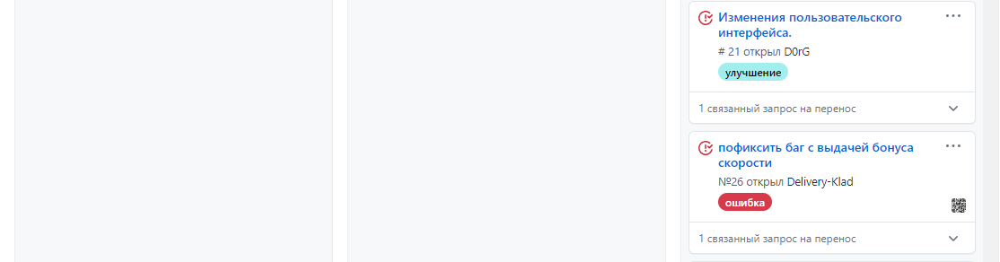 Изменения пользовательского
интерфейса.
# 21 открыл D0rG
улучшение
1 связанный запрос на перенос
пофиксить баг с выдачей бонуса
скорости
№26 открыл Delivery-Klad
ошибка
1 связанный запрос на перенос